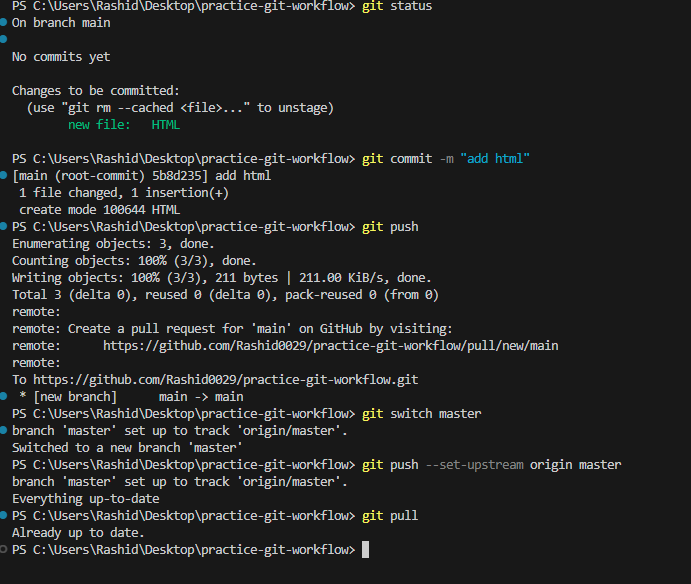 PS C:\Users\Rashid\Desktop\practice-git-workflow> git status
On branch main
No commits yet
Changes to be committed:
  (use "git rm --cached <file>..." to unstage)
        new file:   HTML
PS C:\Users\Rashid\Desktop\practice-git-workflow> git commit -m "add html"
[main (root-commit) 5b8d235] add html
 1 file changed, 1 insertion(+)
 create mode 100644 HTML
PS C:\Users\Rashid\Desktop\practice-git-workflow> git push
Enumerating objects: 3, done.
Counting objects: 100% (3/3), done.
Writing objects: 100% (3/3), 211 bytes | 211.00 KiB/s, done.
Total 3 (delta 0), reused 0 (delta 0), pack-reused 0 (from 0)
remote:
remote: Create a pull request for 'main' on GitHub by visiting:
remote:      https://github.com/Rashid0029/practice-git-workflow/pull/new/main
remote:
To https://github.com/Rashid0029/practice-git-workflow.git
 * [new branch]      main -> main
PS C:\Users\Rashid\Desktop\practice-git-workflow> git switch master
branch 'master' set up to track 'origin/master'.
Switched to a new branch 'master'
PS C:\Users\Rashid\Desktop\practice-git-workflow> git push --set-upstream origin master
branch 'master' set up to track 'origin/master'.
Everything up-to-date
PS C:\Users\Rashid\Desktop\practice-git-workflow> git pull
Already up to date.
PS C:\Users\Rashid\Desktop\practice-git-workflow>